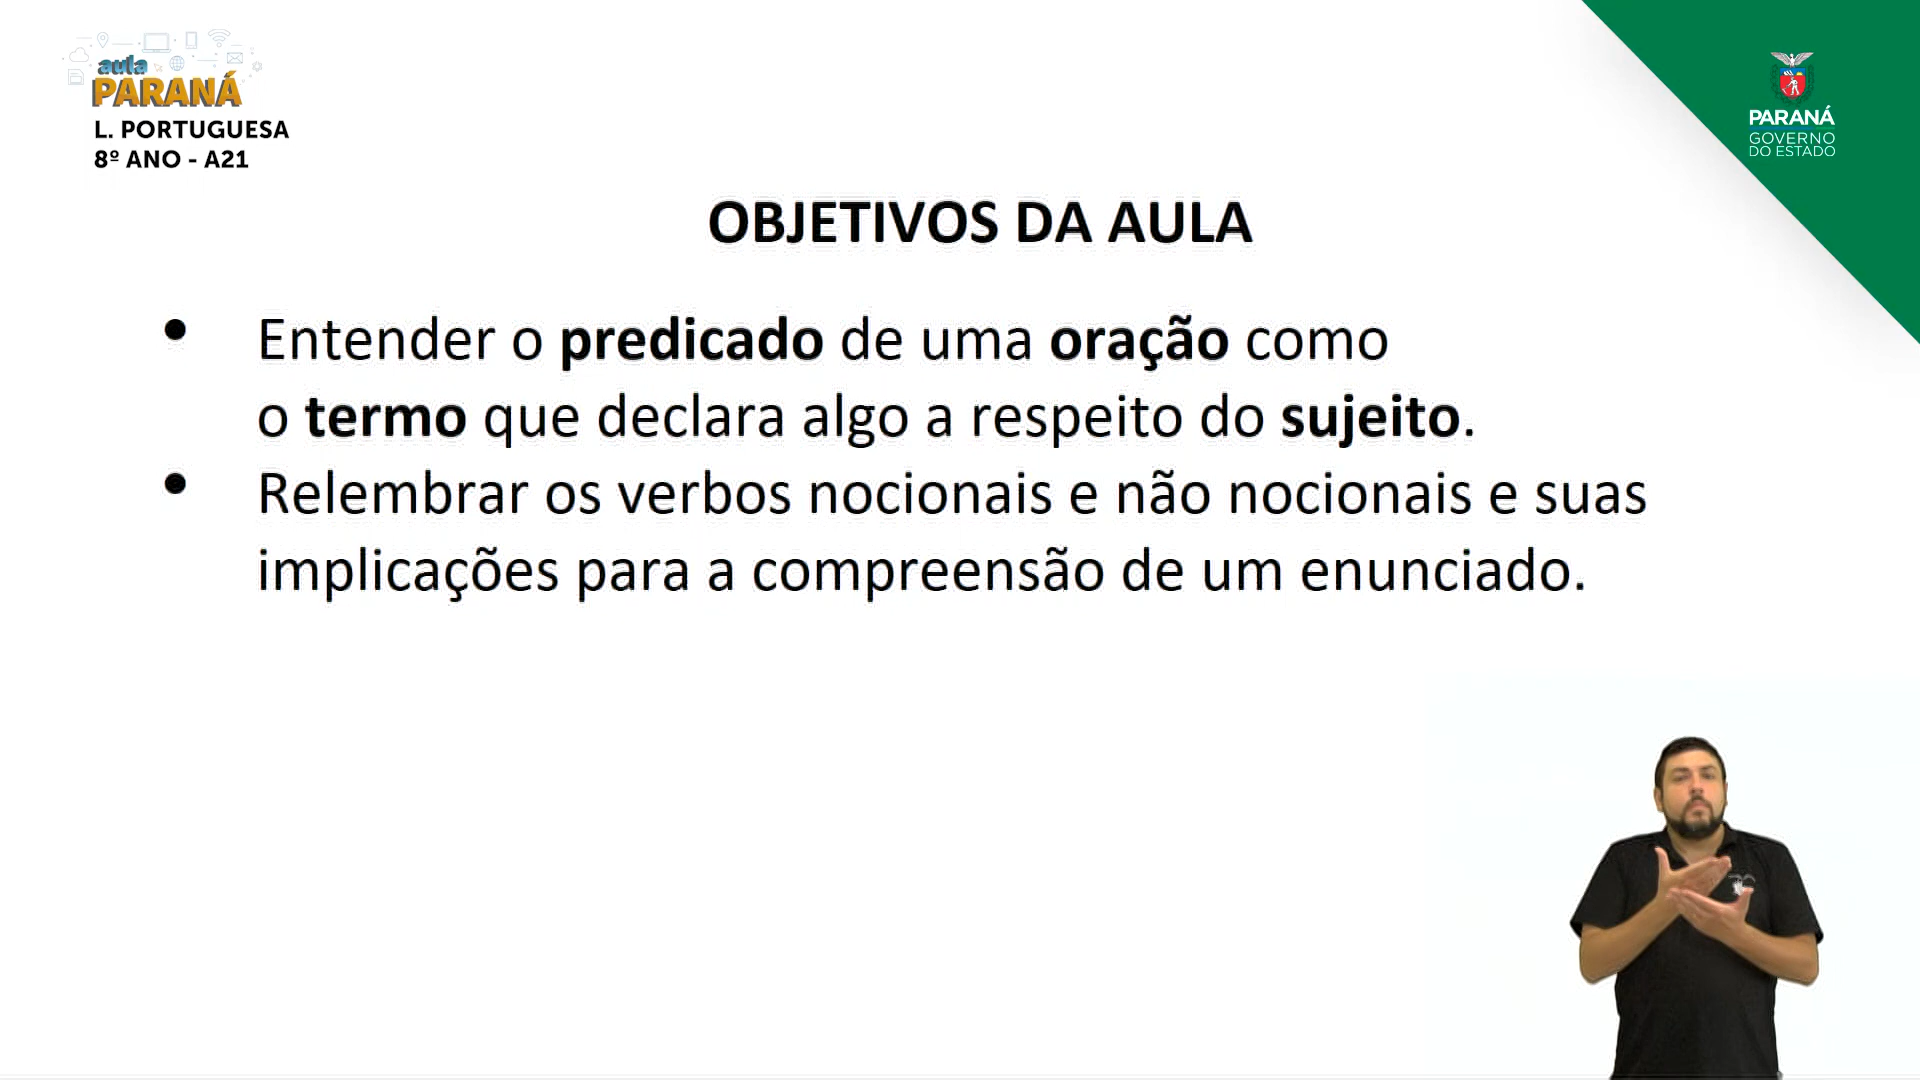 aula
PARANÁ
L. PORTUGUESA
8º ANO - A21
PARANÁ
GOVERNO
DO ESTADO
OBJETIVOS DA AULA
• Entender o predicado de uma oração como
o termo que declara algo a respeito do sujeito.
• Relembrar os verbos nocionais e não nocionais e suas
implicações para a compreensão de um enunciado.